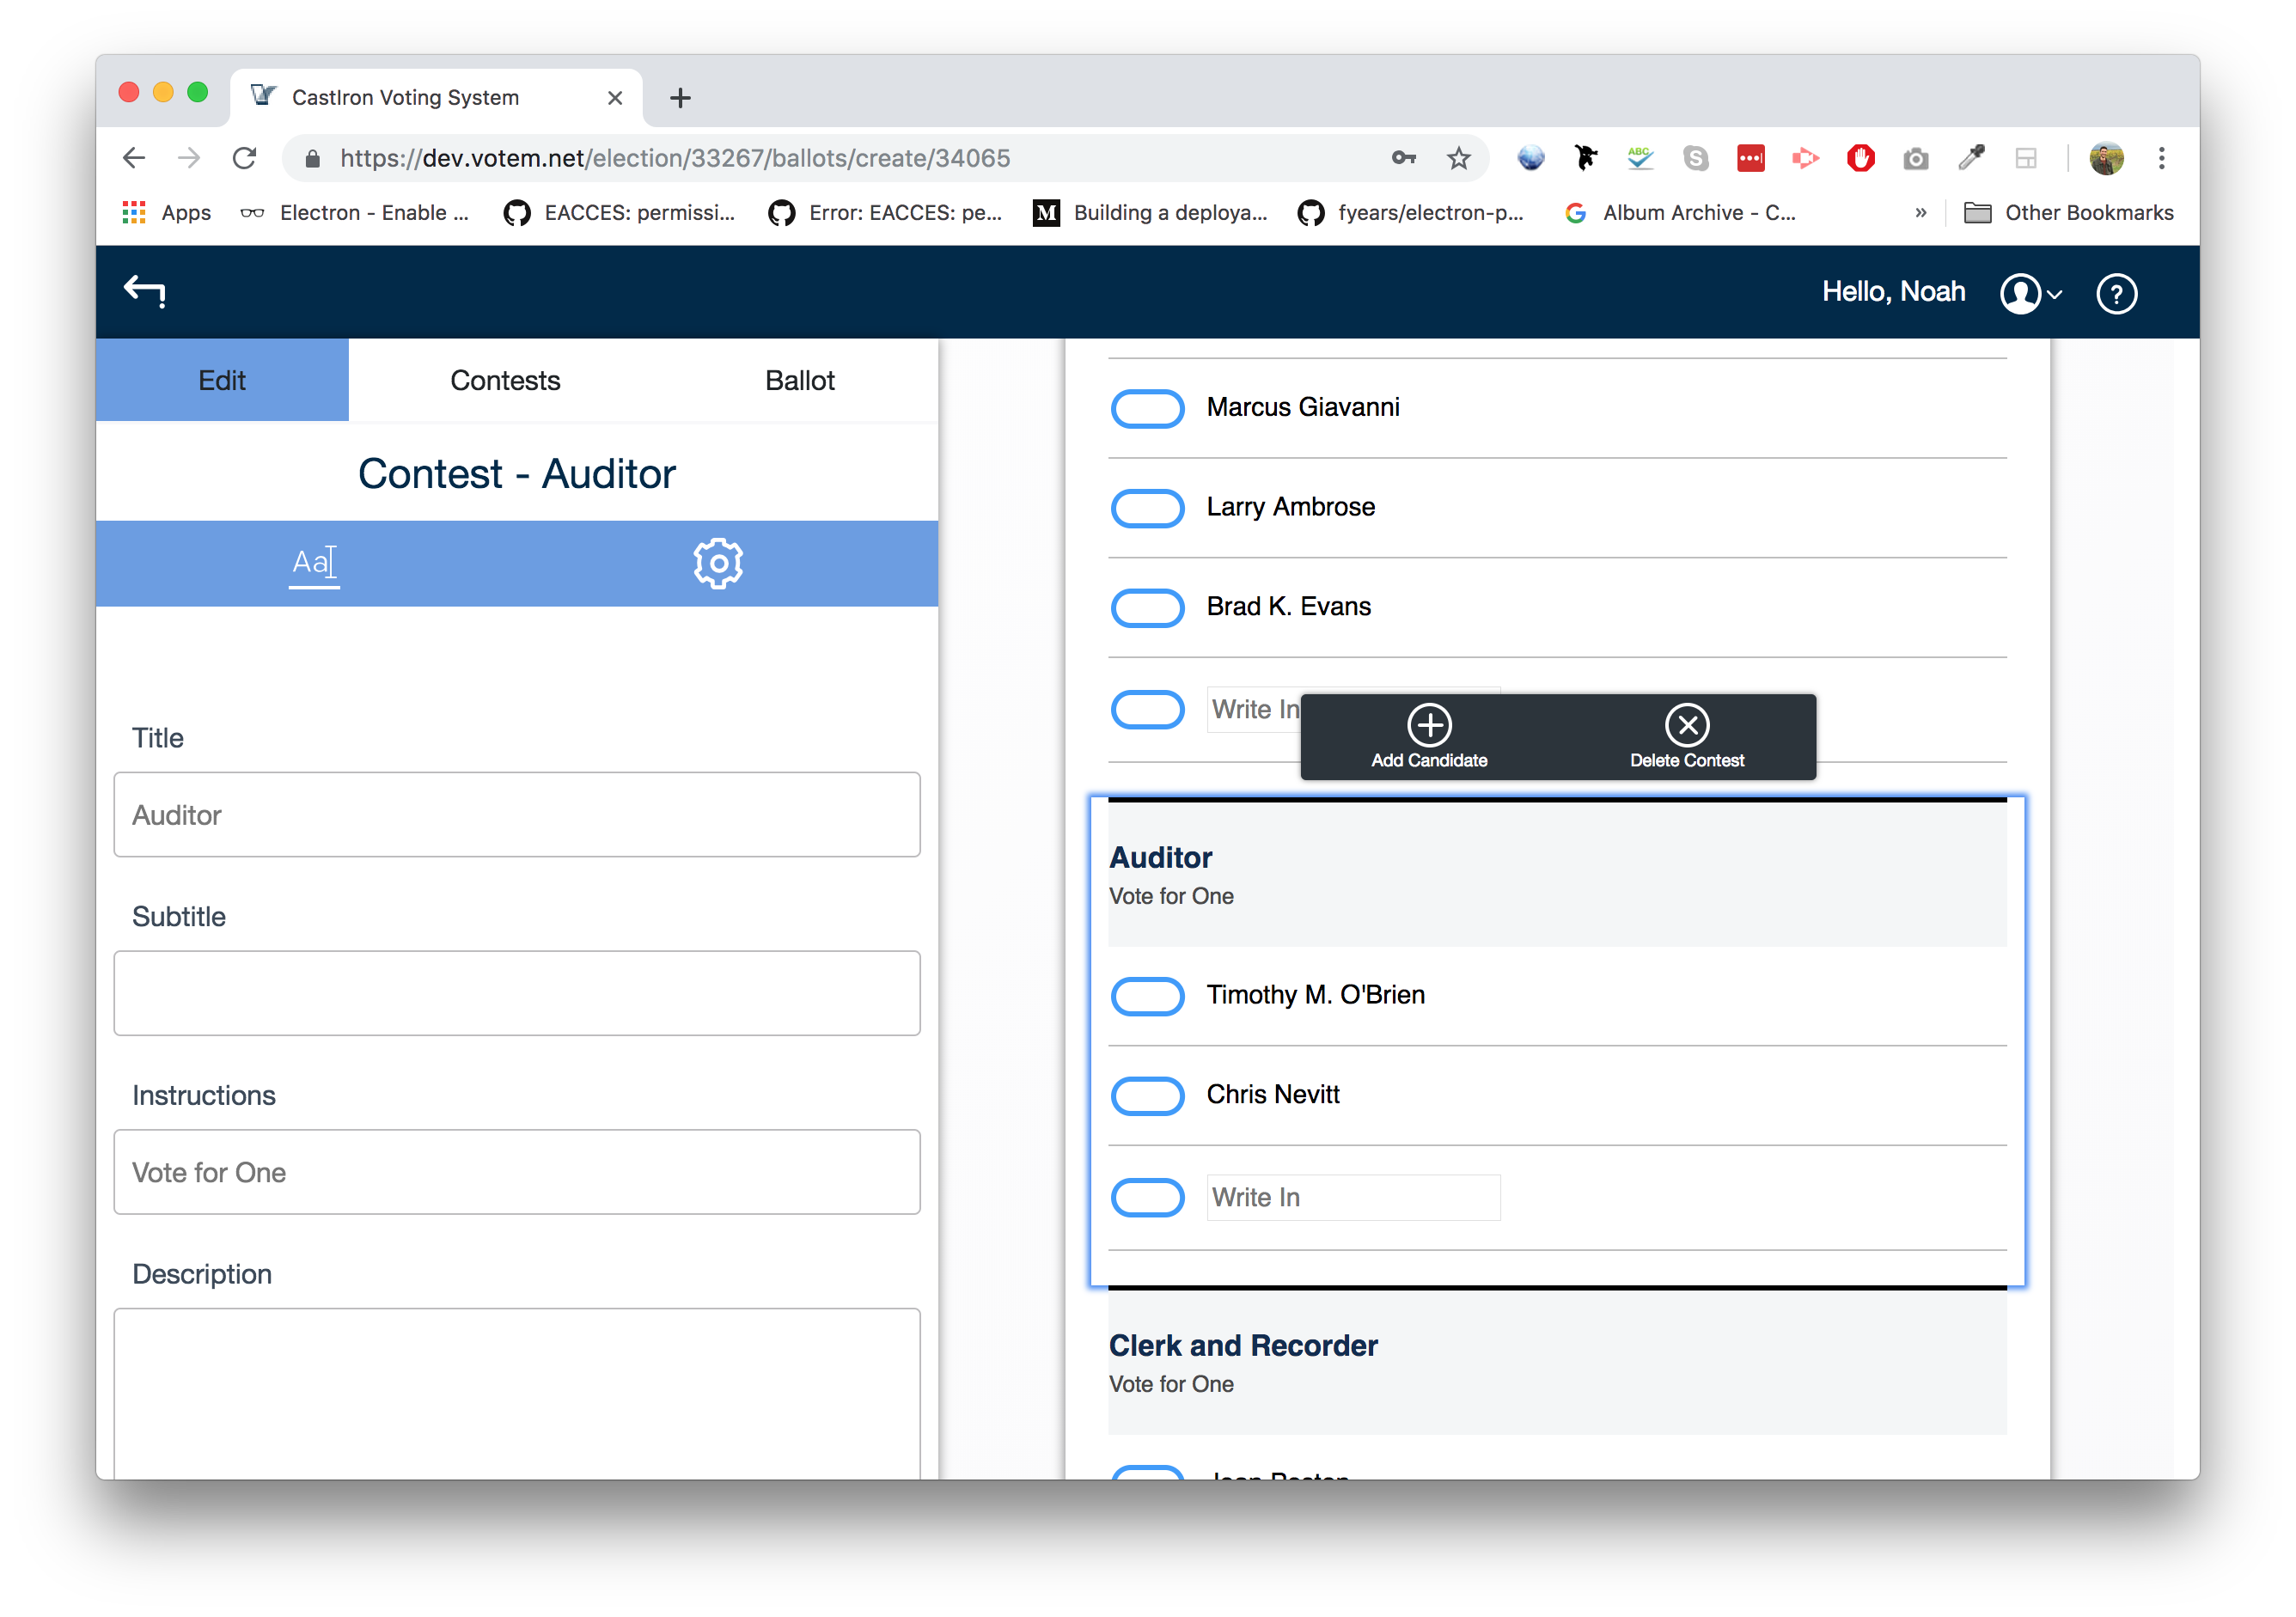 CastIron Voting System
https://dev.votem.net/election/33267/ballots/create/34065
ABC
Apps
Electron - Enable ...
EACCES: permissi...
Error: EACCES: pe...
M
Building a deploya...
fyears/electron-p...
Album Archive - C...
»
Other Bookmarks
Hello, Noah
?
Edit
Contests
Ballot
Contest - Auditor
Aa
Title
Auditor
Subtitle
Instructions
Vote for One
Description
Marcus Giavanni
Larry Ambrose
Brad K. Evans
Write In
Add Candidate
Delete Contest
Auditor
Vote for One
Timothy M. O'Brien
Chris Nevitt
Write In
Clerk and Recorder
Vote for One